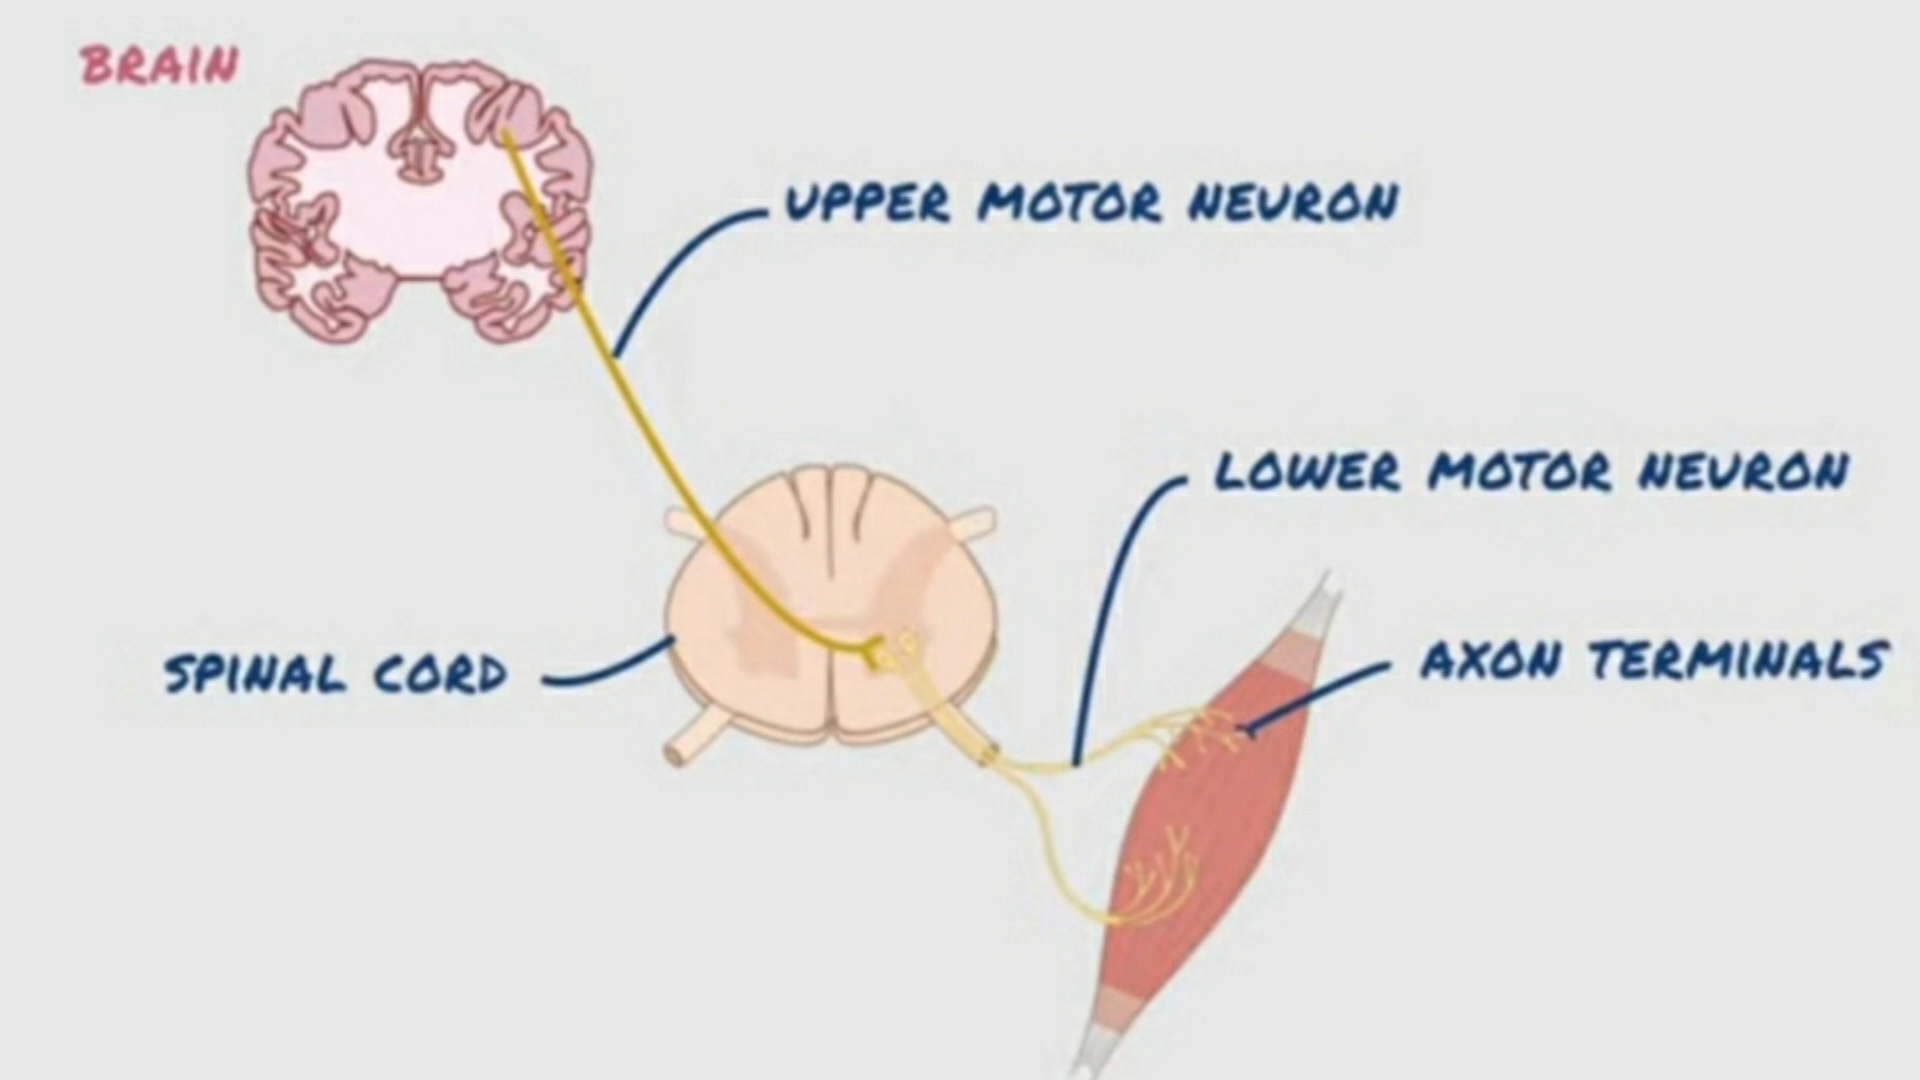 BRAIN
UPPER MOTOR NEURON
LOWER MOTOR NEURON
AXON TERMINALS
SPINAL CORD